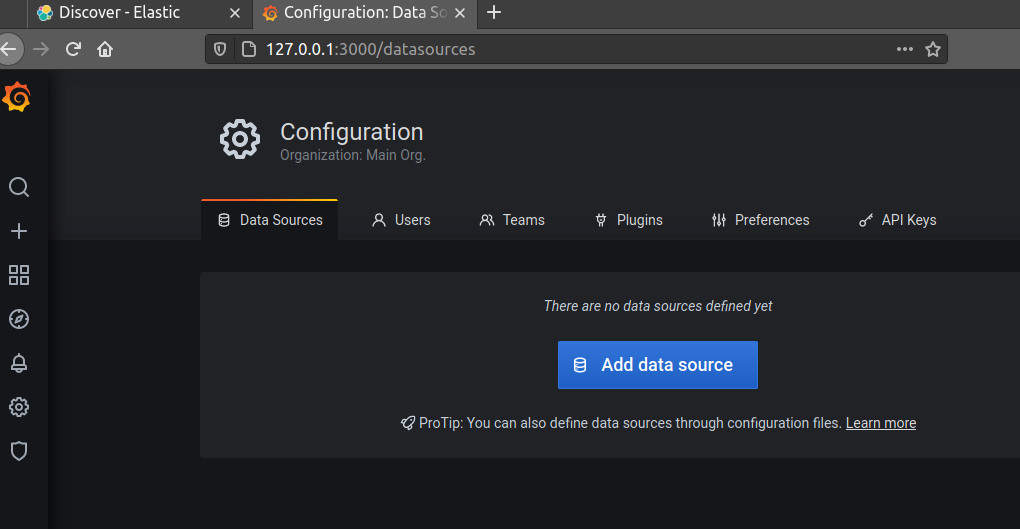 Discover - Elastic
Configuration: Data So
127.0.0.1:3000/datasources
Configuration
Organization: Main Org.
Data Sources Users Teams Plugins Preferences API Keys
There are no data sources defined yet
Add data source
ProTip: You can also define data sources through configuration files. Learn more